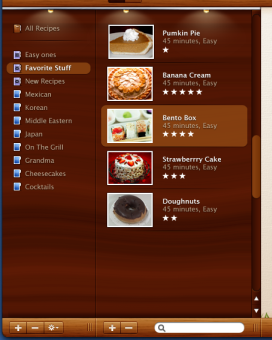 All Recipes
Easy ones
Favorite Stuff
New Recipes
Mexican
Korean
Middle Eastern
Japan
On The Grill
Grandma
Cheesecakes
Cocktails
Pumkin Pie
45 minutes, Easy
Banana Cream
45 minutes, Easy
Bento Box
45 minutes, Easy
Strawberrry Cake
45 minutes, Easy
Doughnuts
45 minutes, Easy